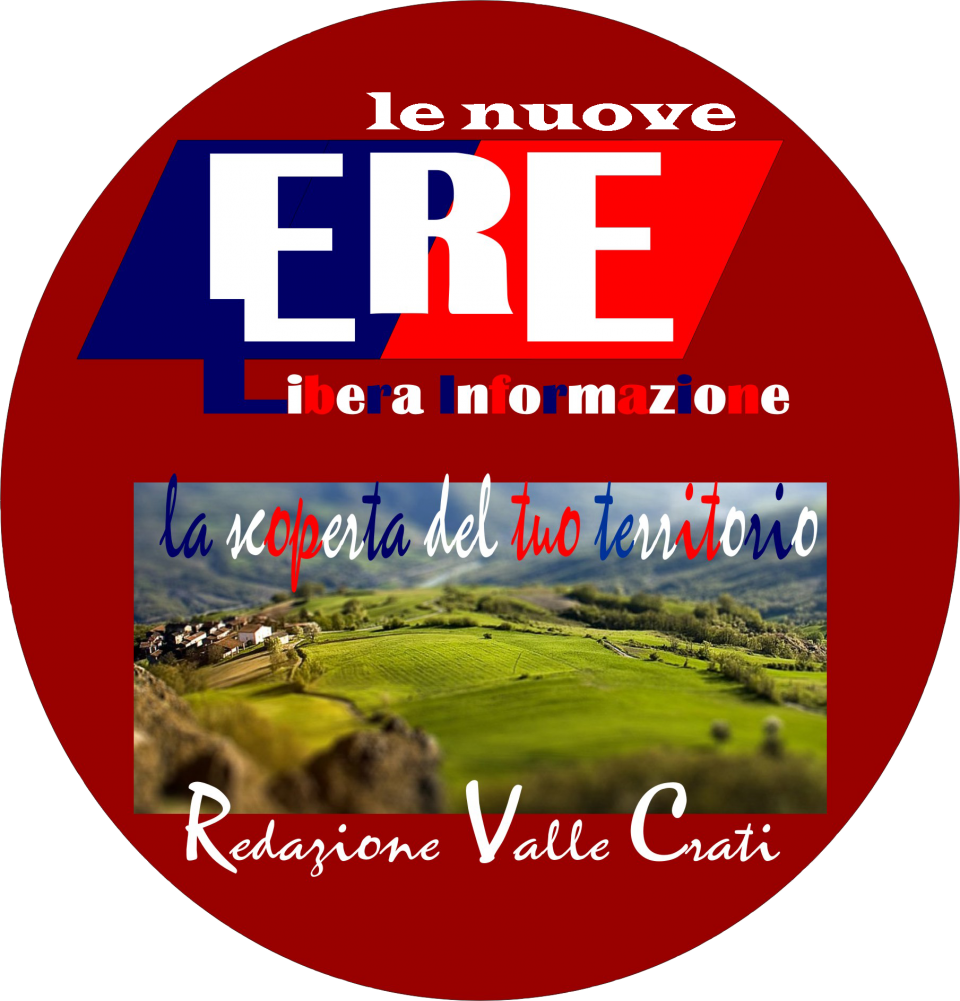 le nuove
ERE
Libera Informazione
la scoperta del tuo territorio
Redazione Valle Crati